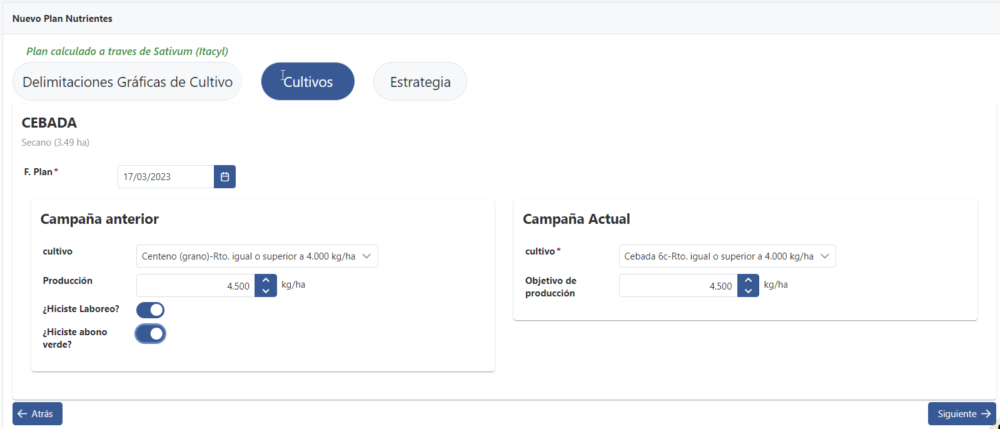 Nuevo Plan Nutrientes
Plan calculado a traves de Sativum (Itacyl)
Delimitaciones Gráficas de Cultivo
Cultivos
Estrategia
CEBADA
Secano (3.49 ha)
F. Plan*
17/03/2023
Campaña anterior
cultivo
Centeno (grano)-Rto. igual o superior a 4.000 kg/ha
Producción
4.500
kg/ha
¿Hiciste Laboreo?
¿Hiciste abono
verde?
Campaña Actual
cultivo*
Cebada 6c-Rto. igual o superior a 4.000 kg/ha
Objetivo de
producción
4.500
kg/ha
Atrás
Siguiente